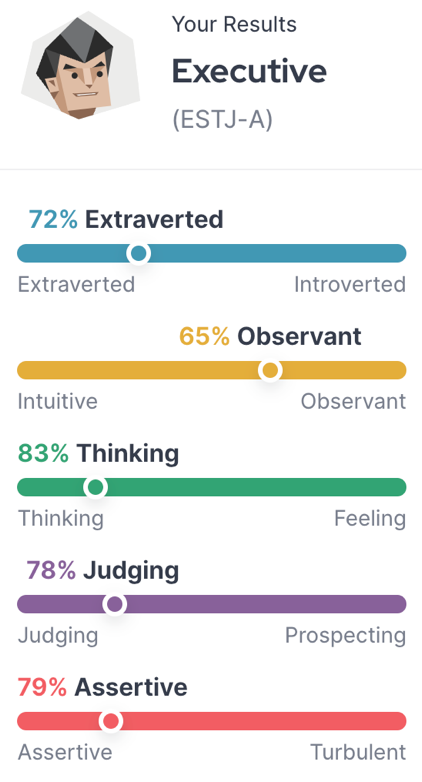 Your Results
Executive
(ESTJ-A)
72% Extraverted
Extraverted Introverted
65% Observant
Intuitive Observant
83% Thinking
Thinking Feeling
78% Judging
Judging Prospecting
79% Assertive
Assertive Turbulent